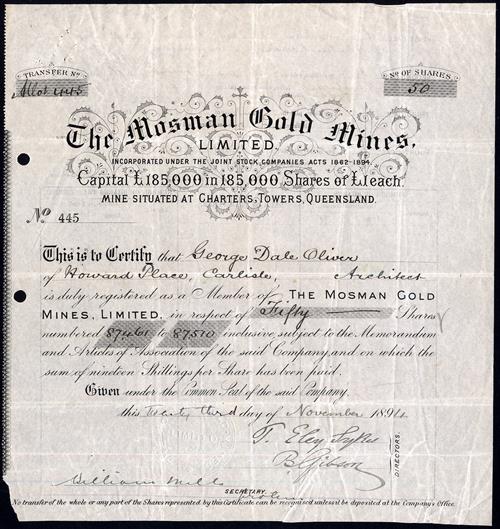 TRANSFER No.
Allot 445
No. OF SHARES.
50
The Mosman Gold Mines,
LIMITED.
INCORPORATED UNDER THE JOINT STOCK COMPANIES ACTS 1862-1894.
Capital £185,000 in 185,000 Shares of £1 each.
MINE SITUATED AT CHARTERS TOWERS, QUEENSLAND.
No. 445
This is to Certify that George Dale Oliver
of Howard Place, Carlisle, Architect
is duly registered as a Member of THE MOSMAN GOLD
MINES, LIMITED, in respect of Fifty Shares
numbered 87461 to 87510 inclusive, subject to the Memorandum
and Articles of Association of the said Company, and on which the
sum of nineteen Shillings per Share has been paid.
Given under the Common Seal of the said Company,
this Twenty third day of November 1894
T. Eley Sykes
B. Gibson
DIRECTORS.
William
SECRETARY.
No transfer of the whole or any part of the Shares represented by this Certificate can be recognised unless it be deposited at the Company's Office.